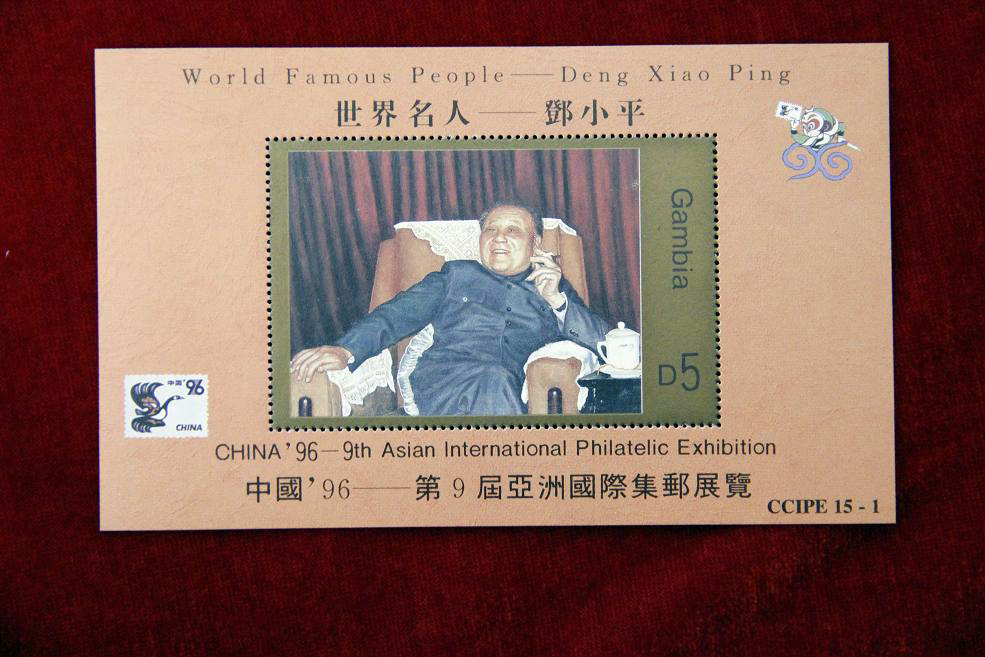 World Famous People——Deng Xiao Ping
世界名人——鄧小平
Gambia
D5
中国'96
CHINA
CHINA'96—9th Asian International Philatelic Exhibition
中國'96——第9屆亞洲國際集郵展覽
CCIPE 15-1